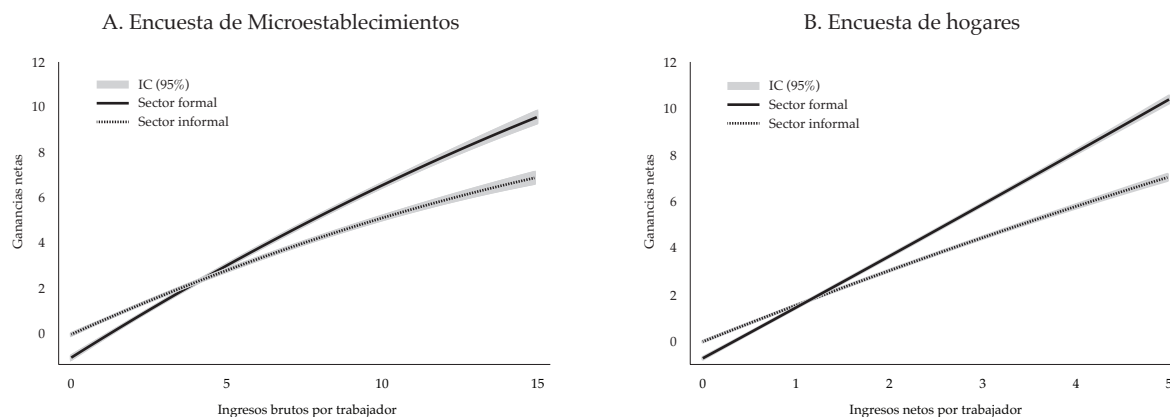 A. Encuesta de Microestablecimientos
12
10
8
6
4
2
0
Ganancias netas
IC (95%)
Sector formal
Sector informal
0
5
10
15
Ingresos brutos por trabajador
B. Encuesta de hogares
12
10
8
6
4
2
0
Ganancias netas
IC (95%)
Sector formal
Sector informal
0
1
2
3
4
5
Ingresos netos por trabajador